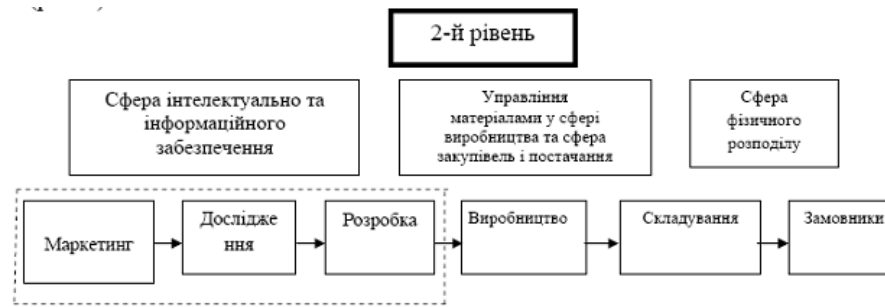 2-й рівень
Сфера інтелектуально та
інформаційного
забезпечення
Управління
матеріалами у сфері
виробництва та сфера
закупівель і постачання
Сфера
фізичного
розподілу
Маркетинг
Дослідже
ння
Розробка
Виробництво
Складування
Замовники